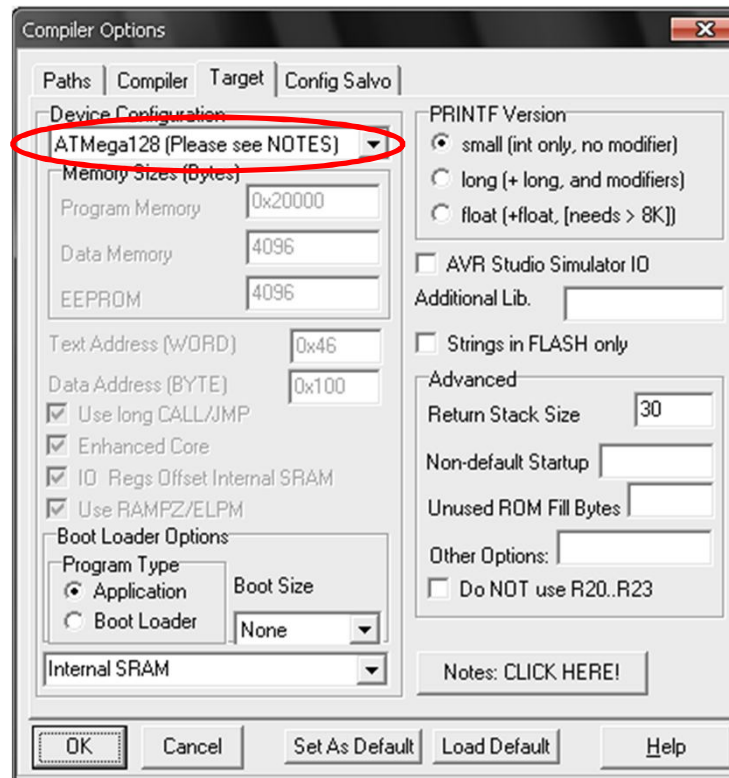 Compiler Options
Paths Compiler Target Config Salvo
Device Configuration
ATMega128 (Please see NOTES)
Memory Sizes (Bytes)
Program Memory 0x20000
Data Memory 4096
EEPROM 4096
Text Address (WORD) 0x46
Data Address (BYTE) 0x100
Use long CALL/JMP
Enhanced Core
IO Regs Offset Internal SRAM
Use RAMPZ/ELPM
Boot Loader Options
Program Type
Application
Boot Loader
Boot Size
None
Internal SRAM
PRINTF Version
small (int only, no modifier)
long (+ long, and modifiers)
float (+float, [needs > 8K])
AVR Studio Simulator IO
Additional Lib.
Strings in FLASH only
Advanced
Return Stack Size 30
Non-default Startup
Unused ROM Fill Bytes
Other Options:
Do NOT use R20..R23
Notes: CLICK HERE!
OK Cancel Set As Default Load Default Help